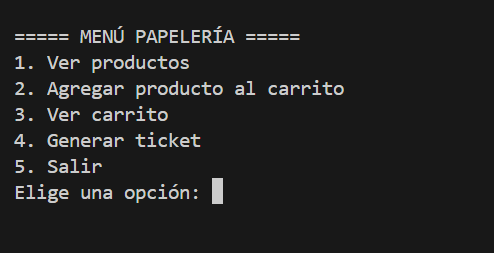 ===== MENÚ PAPELERÍA =====
1. Ver productos
2. Agregar producto al carrito
3. Ver carrito
4. Generar ticket
5. Salir
Elige una opción: